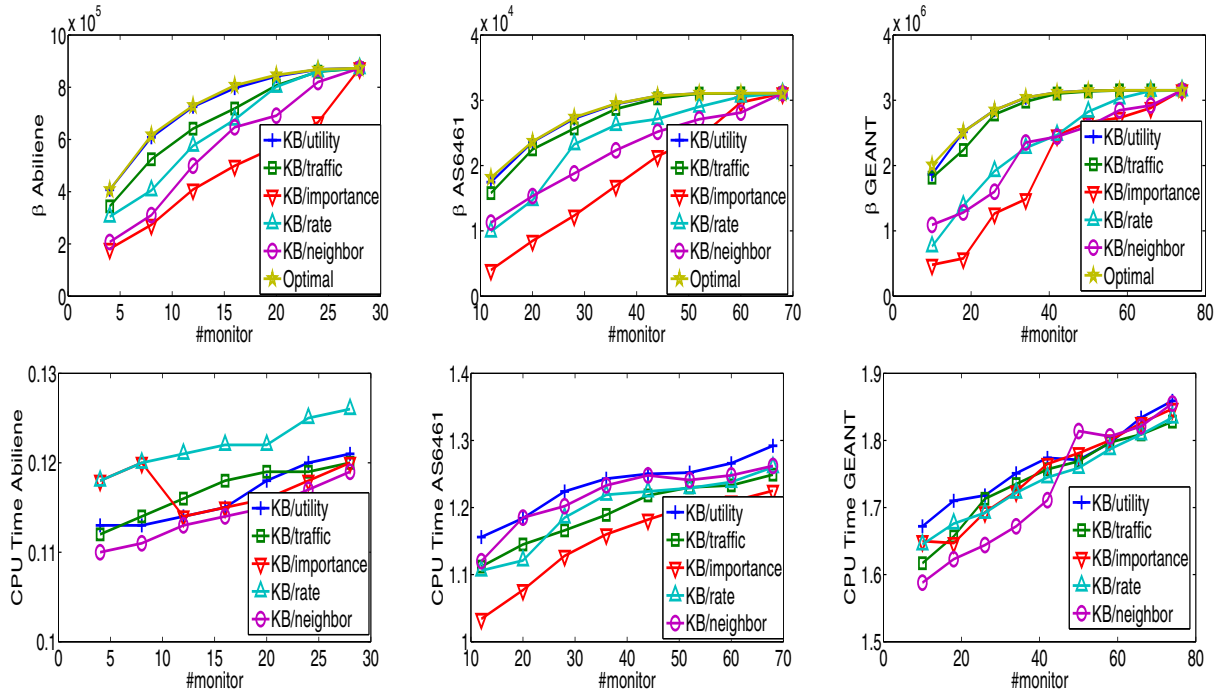 x 10^5
10
8
6
4
2
0
0 5 10 15 20 25 30
#monitor
β Abiliene
KB/utility
KB/traffic
KB/importance
KB/rate
KB/neighbor
Optimal
x 10^4
4
3
2
1
0
10 20 30 40 50 60 70
#monitor
β AS6461
KB/utility
KB/traffic
KB/importance
KB/rate
KB/neighbor
Optimal
x 10^6
4
3
2
1
0
0 20 40 60 80
#monitor
β GEANT
KB/utility
KB/traffic
KB/importance
KB/rate
KB/neighbor
Optimal
0.13
0.12
0.11
0.1
0 5 10 15 20 25 30
#monitor
CPU Time Abiliene
KB/utility
KB/traffic
KB/importance
KB/rate
KB/neighbor
1.4
1.3
1.2
1.1
1
10 20 30 40 50 60 70
#monitor
CPU Time AS6461
KB/utility
KB/traffic
KB/importance
KB/rate
KB/neighbor
1.9
1.8
1.7
1.6
1.5
0 20 40 60 80
#monitor
CPU Time GEANT
KB/utility
KB/traffic
KB/importance
KB/rate
KB/neighbor